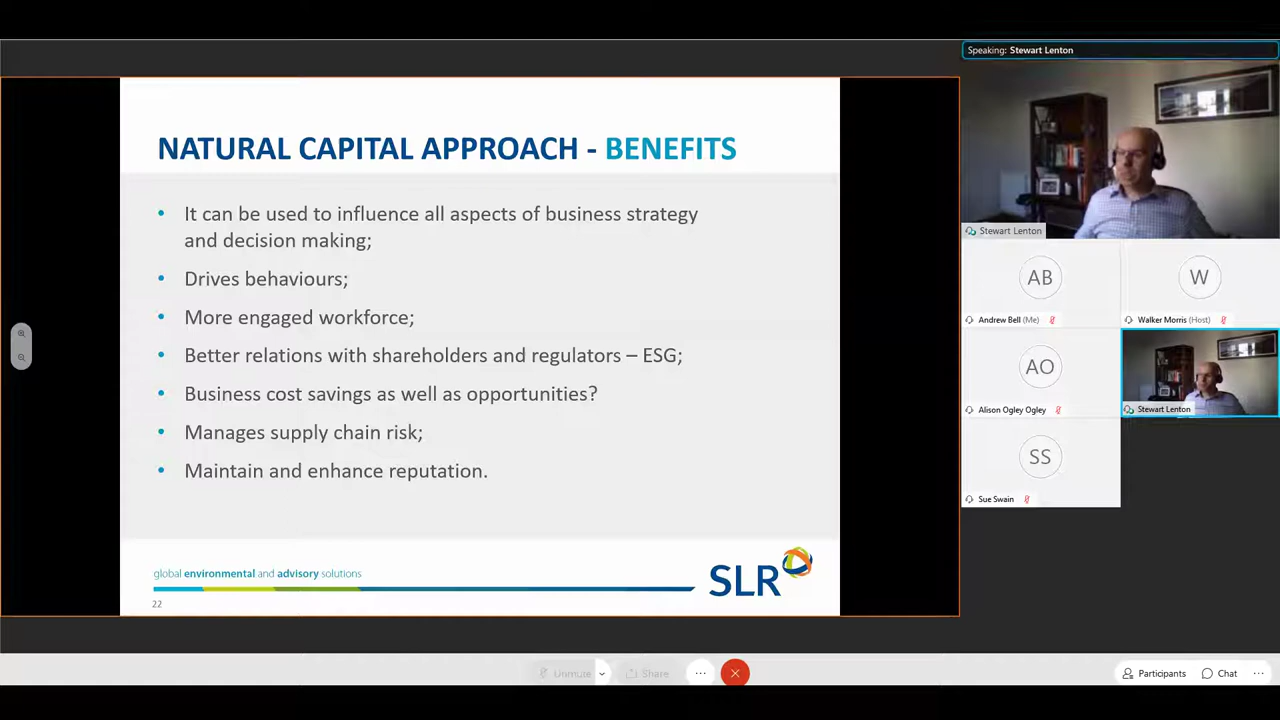 Speaking: Stewart Lenton
NATURAL CAPITAL APPROACH - BENEFITS
• It can be used to influence all aspects of business strategy
and decision making;
• Drives behaviours;
• More engaged workforce;
• Better relations with shareholders and regulators – ESG;
• Business cost savings as well as opportunities?
• Manages supply chain risk;
• Maintain and enhance reputation.
global environmental and advisory solutions
SLR
22
Stewart Lenton
AB
Andrew Bell (Me)
W
Walker Morris (Host)
AO
Alison Ogley Ogley
Stewart Lenton
SS
Sue Swain
Unmute
Share
Participants
Chat